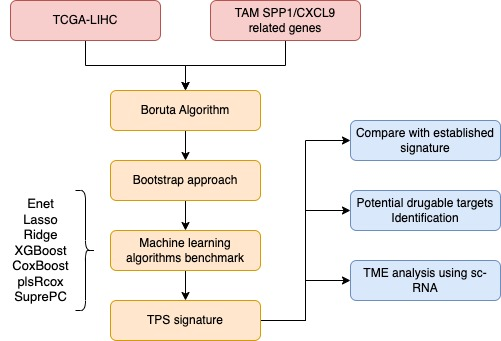 TCGA-LIHC
TAM SPP1/CXCL9
related genes
Boruta Algorithm
Bootstrap approach
Enet
Lasso
Ridge
XGBoost
CoxBoost
plsRcox
SuprePC
Machine learning
algorithms benchmark
TPS signature
Compare with established
signature
Potential drugable targets
Identification
TME analysis using sc-
RNA